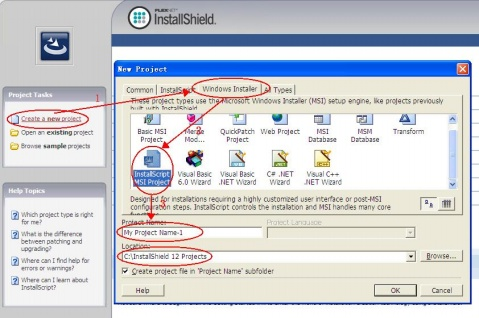 FLEXNET
InstallShield.
Project Tasks
Create a new project
Open an existing project
Browse sample projects
Help Topics
Which project type is right
for me?
What is the difference
between patching and
upgrading?
Where can I find help for
errors or warnings?
Where can I learn about
InstallScript?
1
New Project
Common
InstallScript
Windows Installer
All Types
These project types use the Microsoft Windows Installer (MSI) setup engine, like projects previously
built with InstallShield.
2
Basic MSI
Project
Merge
Mod...
QuickPatch
Project
Web Project
MSI
Database
MSM
Database
Transform
InstallScript
MSI Project
Visual Basic
6.0 Wizard
Visual Basic
.NET Wizard
C# .NET
Wizard
Visual C++
.NET Wizard
3
Designed for installations requiring a highly customized user interface or post-MSI
configuration steps. InstallScript controls the installation and MSI handles many core
Project Name:
Project Language:
My Project Name-1
Location:
C:\InstallShield 12 Projects
Browse...
Create project file in 'Project Name' subfolder
Help
OK
Cancel